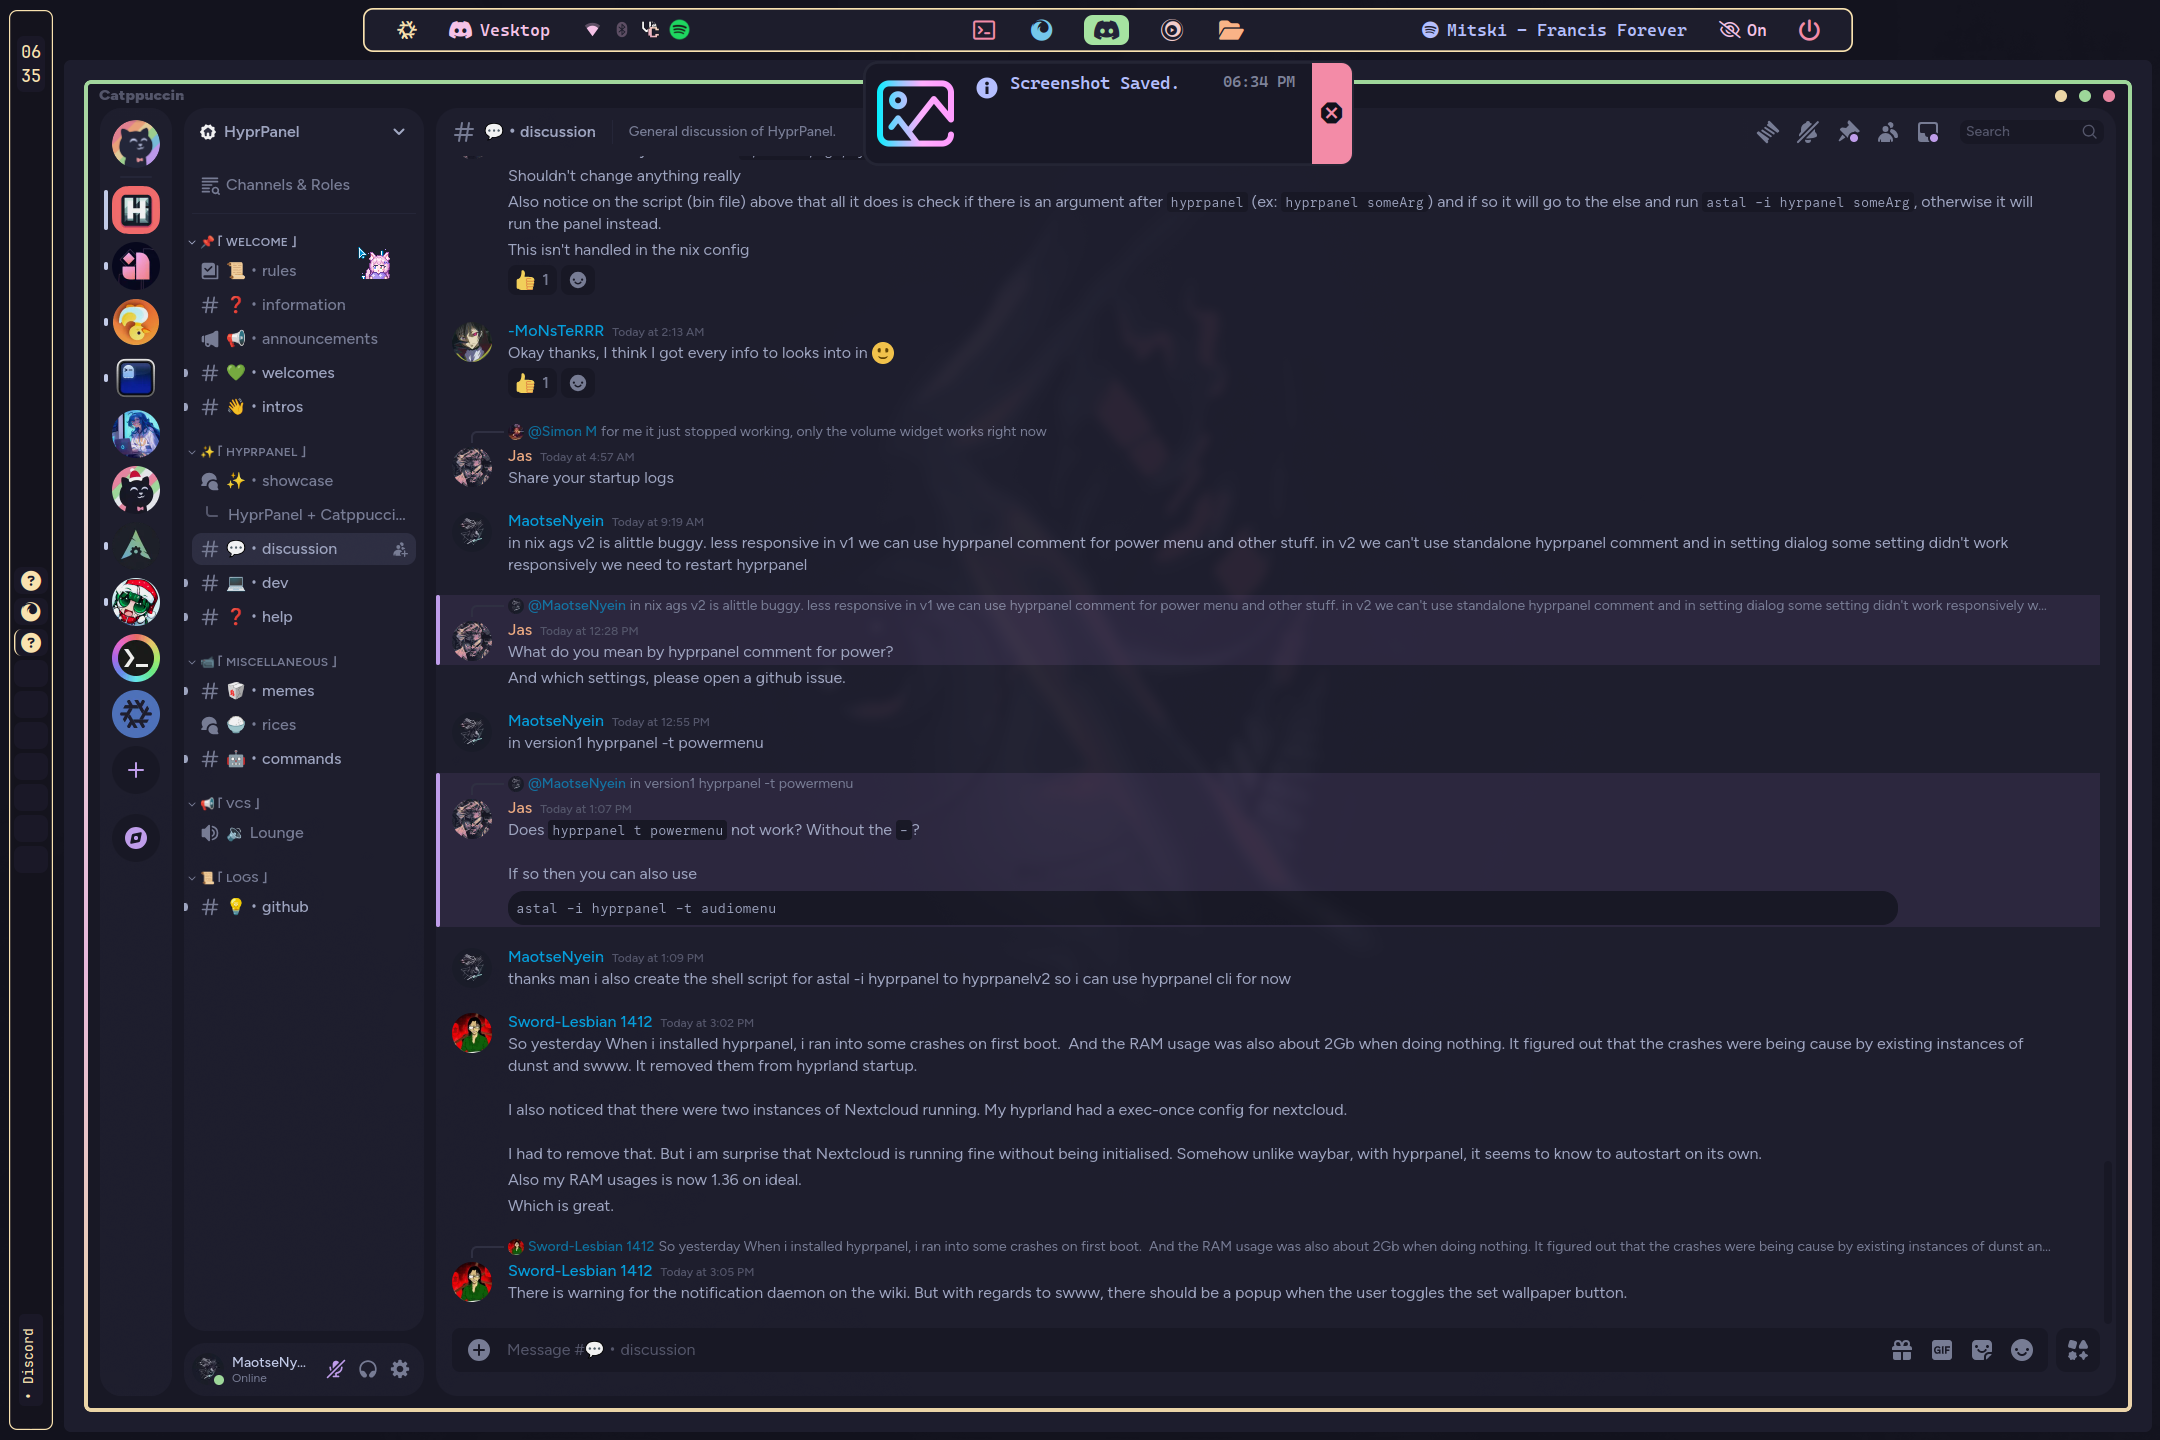 06
35
Vesktop
Mitski - Francis Forever
On
Screenshot Saved.
06:34 PM
Catppuccin
HyprPanel
Channels & Roles
「 WELCOME 」
• rules
• information
• announcements
• welcomes
• intros
「 HYPRPANEL 」
• showcase
HyprPanel + Catppucci...
• discussion
• dev
• help
「 MISCELLANEOUS 」
• memes
• rices
• commands
「 VCS 」
Lounge
「 LOGS 」
• github
MaotseNy...
Online
• Discord
• discussion
General discussion of HyprPanel.
Search
Shouldn't change anything really
Also notice on the script (bin file) above that all it does is check if there is an argument after hyprpanel (ex: hyprpanel someArg) and if so it will go to the else and run astal -i hyrpanel someArg, otherwise it will
run the panel instead.
This isn't handled in the nix config
1
-MoNsTeRRR Today at 2:13 AM
Okay thanks, I think I got every info to looks into in
1
@Simon M for me it just stopped working, only the volume widget works right now
Jas Today at 4:57 AM
Share your startup logs
MaotseNyein Today at 9:19 AM
in nix ags v2 is alittle buggy. less responsive in v1 we can use hyprpanel comment for power menu and other stuff. in v2 we can't use standalone hyprpanel comment and in setting dialog some setting didn't work
responsively we need to restart hyprpanel
@MaotseNyein in nix ags v2 is alittle buggy. less responsive in v1 we can use hyprpanel comment for power menu and other stuff. in v2 we can't use standalone hyprpanel comment and in setting dialog some setting didn't work responsively w...
Jas Today at 12:28 PM
What do you mean by hyprpanel comment for power?
And which settings, please open a github issue.
MaotseNyein Today at 12:55 PM
in version1 hyprpanel -t powermenu
@MaotseNyein in version1 hyprpanel -t powermenu
Jas Today at 1:07 PM
Does hyprpanel t powermenu not work? Without the -?
If so then you can also use
astal -i hyprpanel -t audiomenu
MaotseNyein Today at 1:09 PM
thanks man i also create the shell script for astal -i hyprpanel to hyprpanelv2 so i can use hyprpanel cli for now
Sword-Lesbian 1412 Today at 3:02 PM
So yesterday When i installed hyprpanel, i ran into some crashes on first boot.  And the RAM usage was also about 2Gb when doing nothing. It figured out that the crashes were being cause by existing instances of
dunst and swww. It removed them from hyprland startup.
I also noticed that there were two instances of Nextcloud running. My hyprland had a exec-once config for nextcloud.
I had to remove that. But i am surprise that Nextcloud is running fine without being initialised. Somehow unlike waybar, with hyprpanel, it seems to know to autostart on its own.
Also my RAM usages is now 1.36 on ideal.
Which is great.
Sword-Lesbian 1412 So yesterday When i installed hyprpanel, i ran into some crashes on first boot.  And the RAM usage was also about 2Gb when doing nothing. It figured out that the crashes were being cause by existing instances of dunst an...
Sword-Lesbian 1412 Today at 3:05 PM
There is warning for the notification daemon on the wiki. But with regards to swww, there should be a popup when the user toggles the set wallpaper button.
Message # • discussion
GIF